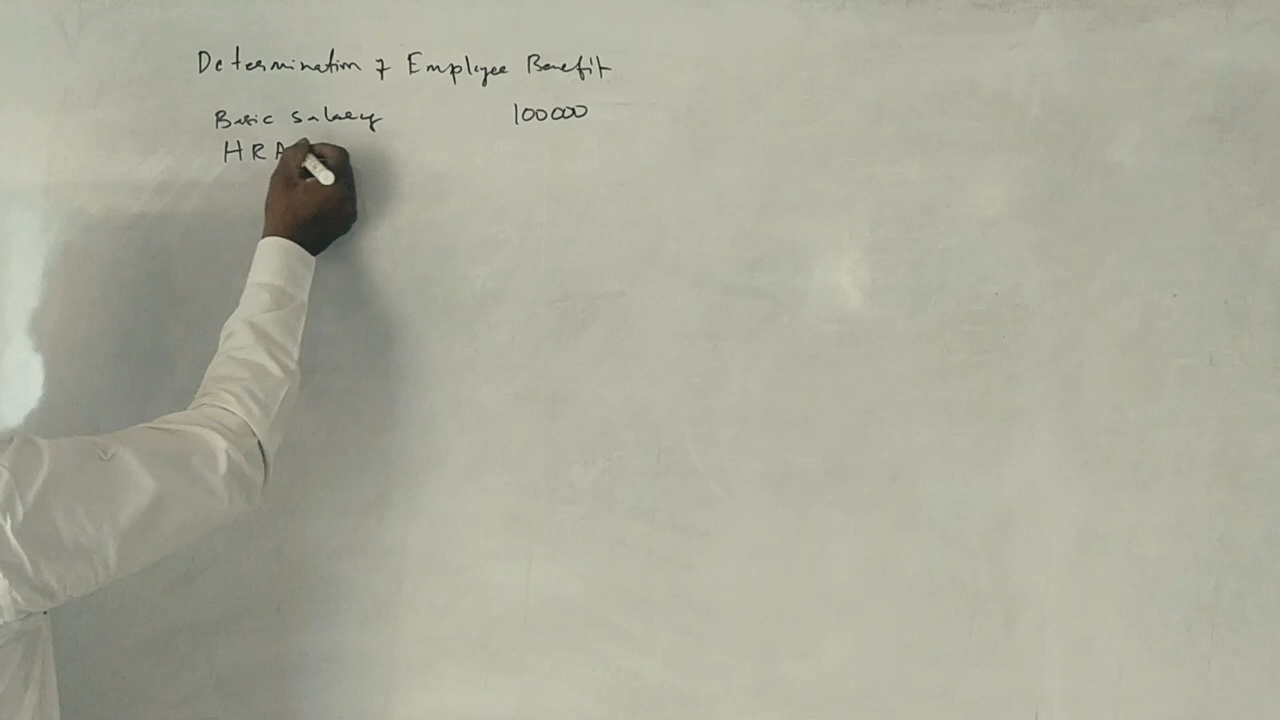 Determination of Employee Benefit
Basic Salary 100000
HRA